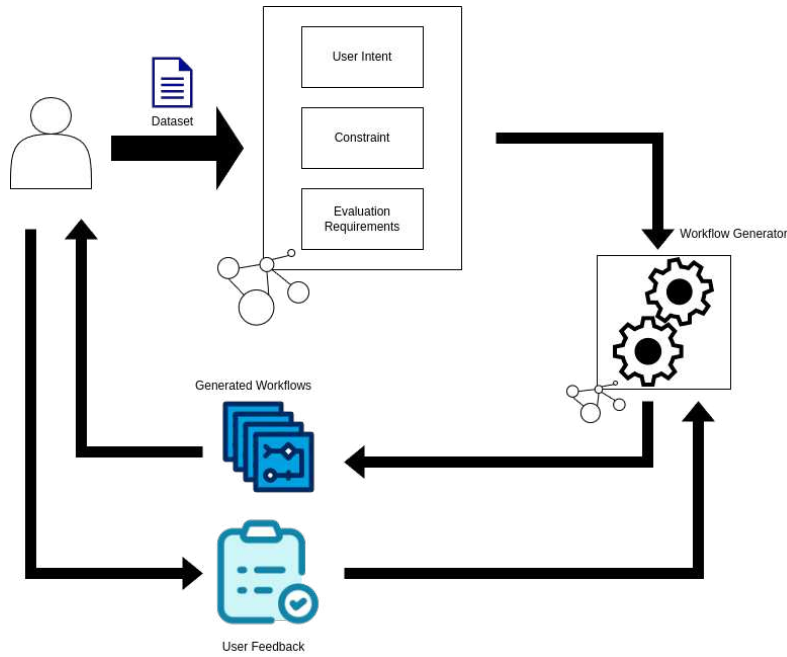 User Intent
Dataset
Constraint
Evaluation
Requirements
Workflow Generator
Generated Workflows
User Feedback